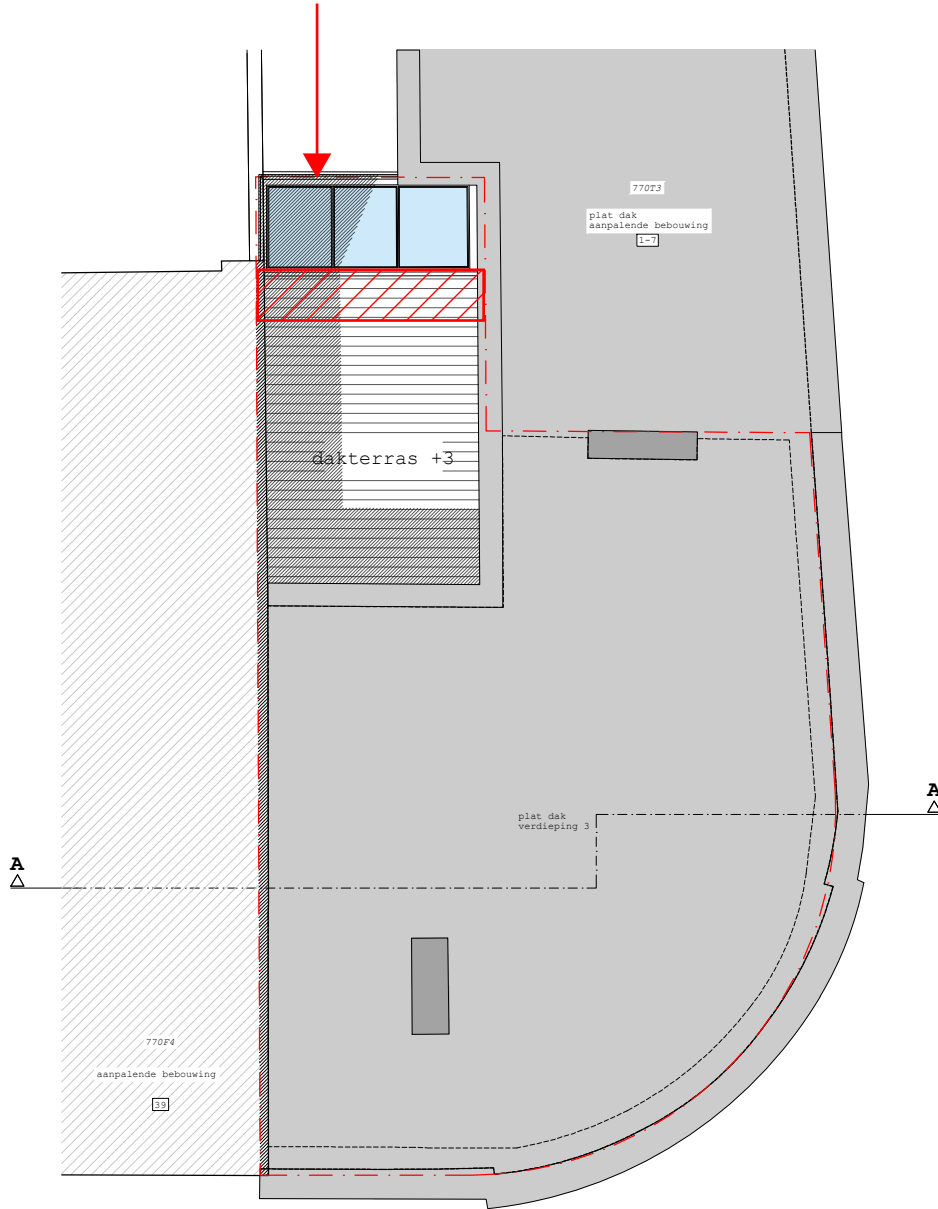 770T3
plat dak
aanpalende bebouwing
1-7
dakterras +3
plat dak
verdieping 3
A
A
770F4
aanpalende bebouwing
39